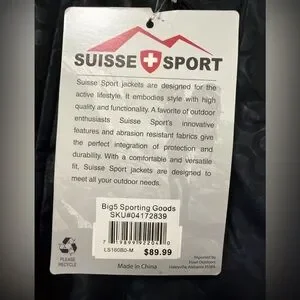 SUISSE SPORT
Suisse Sport jackets are designed for the
active lifestyle. It embodies style with high
quality and functionality. A favorite of outdoor
enthusiasts Suisse Sport's innovative
features and abrasion resistant fabrics give
the perfect integration of protection and
durability. With a comfortable and versatile
fit, Suisse Sport jackets are designed to
meet all your outdoor needs.
Big5 Sporting Goods
SKU#04172839
LS160B0-M
$89.99
PLEASE
RECYCLE
Made in China
Imported by